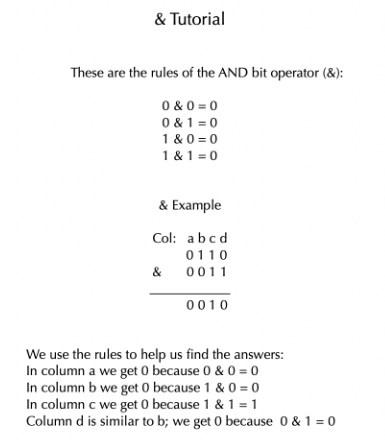 & Tutorial
These are the rules of the AND bit operator (&):
0 & 0 = 0
0 & 1 = 0
1 & 0 = 0
1 & 1 = 0
& Example
Col: a b c d
0 1 1 0
& 0 0 1 1
0 0 1 0
We use the rules to help us find the answers:
In column a we get 0 because 0 & 0 = 0
In column b we get 0 because 1 & 0 = 0
In column c we get 0 because 1 & 1 = 1
Column d is similar to b; we get 0 because 0 & 1 = 0